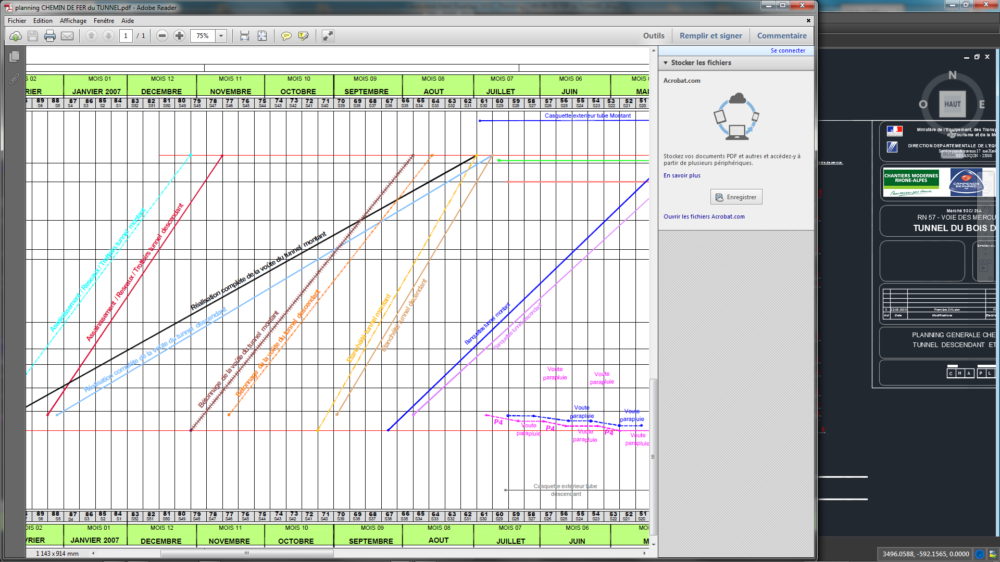 planning CHEMIN DE FER du TUNNEL.pdf - Adobe Reader
Fichier Edition Affichage Fenêtre Aide
1 / 1 75% Outils Remplir et signer Commentaire
Se connecter
Stocker les fichiers
Acrobat.com
Stockez vos documents PDF et autres et accédez-y à
partir de plusieurs périphériques.
En savoir plus
Enregistrer
Ouvrir les fichiers Acrobat.com
S 02 MOIS 01 MOIS 12 MOIS 11 MOIS 10 MOIS 09 MOIS 08 MOIS 07 MOIS 06 MOIS
RIER JANVIER 2007 DECEMBRE NOVEMBRE OCTOBRE SEPTEMBRE AOUT JUILLET JUIN MAI
89 88 87 86 85 84 83 82 81 80 79 78 77 76 75 74 73 72 71 70 69 68 67 66 65 64 63 62 61 60 59 58 57 56 55 54 53 52 51
S6 S5 S4 S3 S2 S1 S52 S51 S50 S49 S48 S47 S46 S45 S44 S43 S42 S41 S40 S39 S38 S37 S36 S35 S34 S33 S32 S31 S30 S29 S28 S27 S26 S25 S24 S23 S22 S21 S20
Casquette exterieur tube Montant
Assainissement / Reseaux / Trottoirs tunnel montant
Assainissement / Reseaux / Trottoirs tunnel descendant
Réalisation complète de la voûte du tunnel montant
Réalisation complète de la voûte du tunnel descendant
Bétonnage de la voûte du tunnel montant
Bétonnage de la voûte du tunnel descendant
Etanchéité tunnel montant
Etanchéité tunnel decendant
Banquettes tunnel montant
Banquettes tunnel descendant
Voute
parapluie
Voute
parapluie
Voute
parapluie
Voute
parapluie
P4
Voute
parapluie
P4
Voute
parapluie
P4
Voute
parapluie
Casquette exterieur tube
descendant
89 88 87 86 85 84 83 82 81 80 79 78 77 76 75 74 73 72 71 70 69 68 67 66 65 64 63 62 61 60 59 58 57 56 55 54 53 52 51
S6 S5 S4 S3 S2 S1 S52 S51 S50 S49 S48 S47 S46 S45 S44 S43 S42 S41 S40 S39 S38 S37 S36 S35 S34 S33 S32 S31 S30 S29 S28 S27 S26 S25 S24 S23 S22 S21 S20
OIS 02 MOIS 01 MOIS 12 MOIS 11 MOIS 10 MOIS 09 MOIS 08 MOIS 07 MOIS 06 MO
VRIER JANVIER 2007 DECEMBRE NOVEMBRE OCTOBRE SEPTEMBRE AOUT JUILLET JUIN M
1 143 x 914 mm
N
O HAUT E
S
SCG
Ministère de l'Equipement, des Transp
du Tourisme et de la M
DIRECTION DEPARTEMENTALE DE L'EQ
Service grands travaux 17 rue Xav
BESANÇON - 25000
ordre de service
CHANTIERS MODERNES
RHONE-ALPES
CAMPENON
BERNARD
TP
Marché 93C/ 25A
RN 57 - VOIE DES MERCU
TUNNEL DU BOIS D
Emetteur du
0 Première Diffusion
Ind Date Modifications Etabli
PLANNING GENERALE CHE
TUNNEL DESCENDANT ET
C H A P L
3496.0588, -592.1565, 0.0000